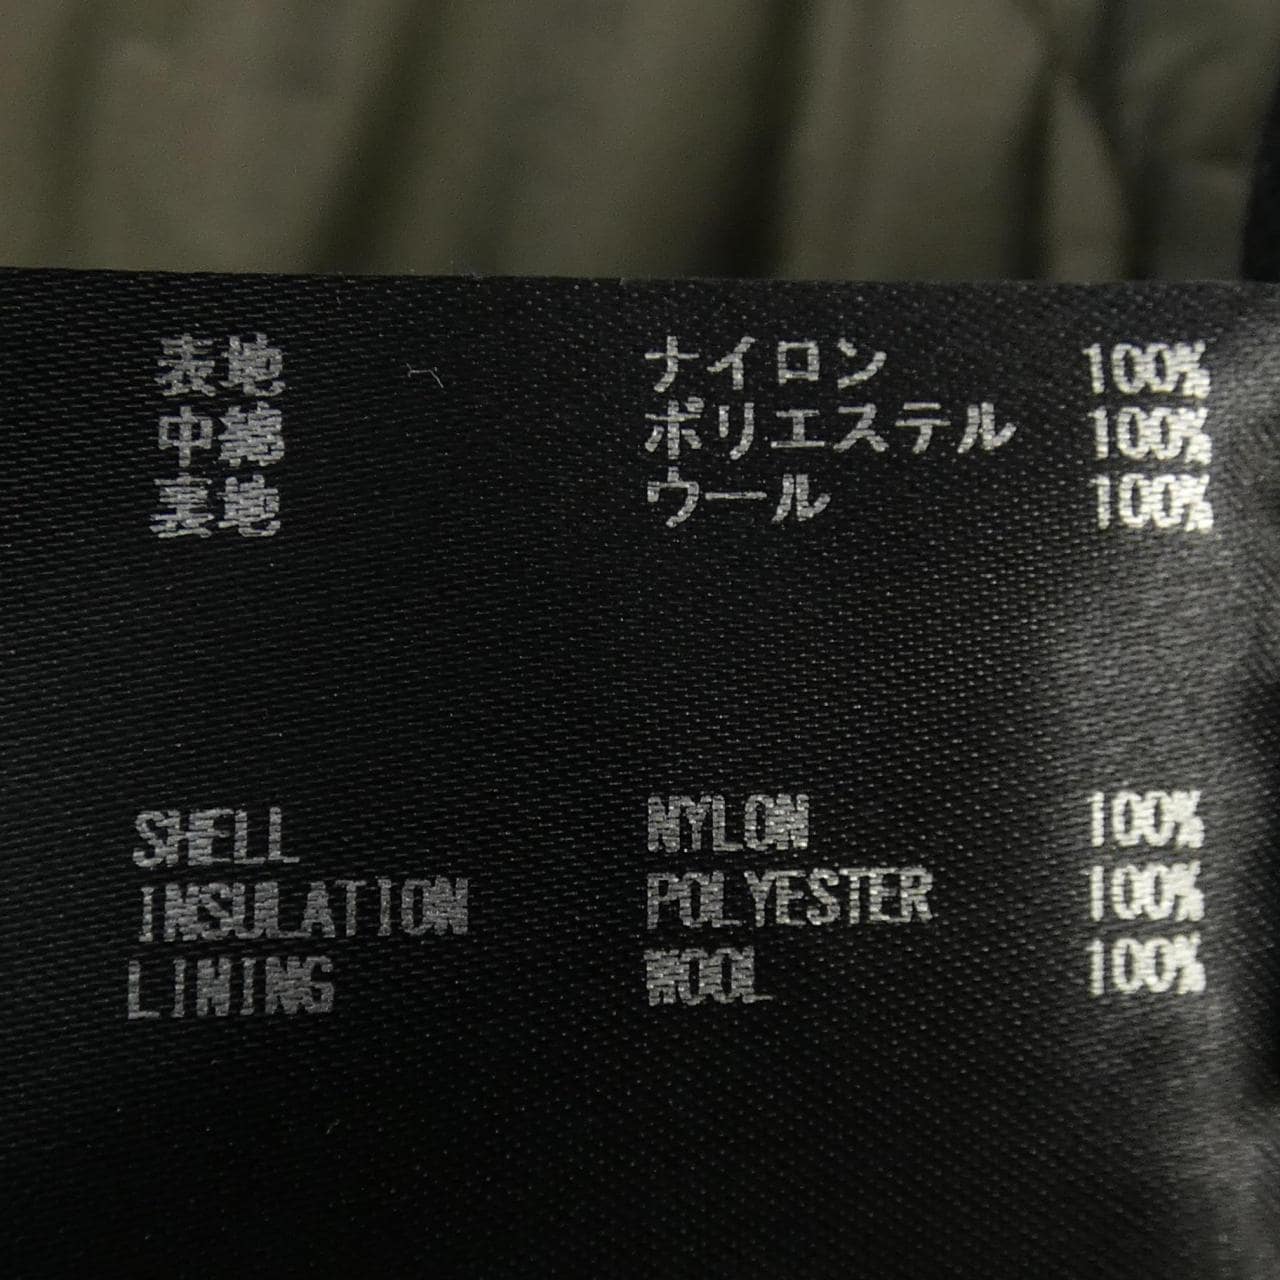 表地 ナイロン 100%
中綿 ポリエステル 100%
裏地 ウール 100%
SHELL NYLON 100%
INSULATION POLYESTER 100%
LINING WOOL 100%